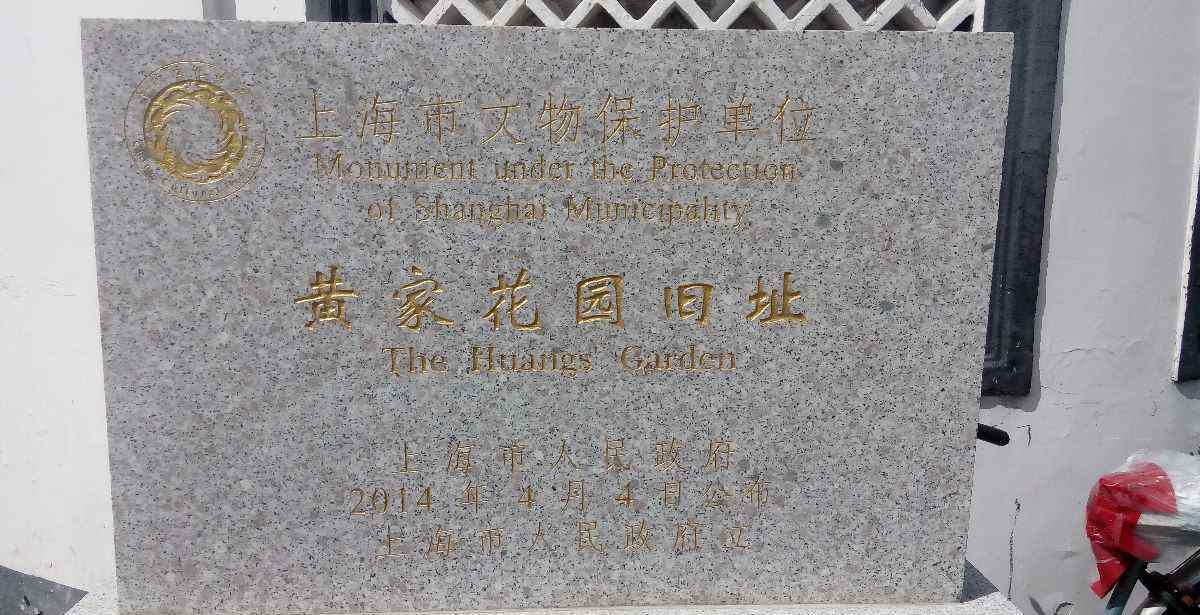 上海市文物保护单位
Monument under the Protection
of Shanghai Municipality
黄家花园旧址
The Huangs' Garden
上海市人民政府
2014年4月4日公布
上海市人民政府立